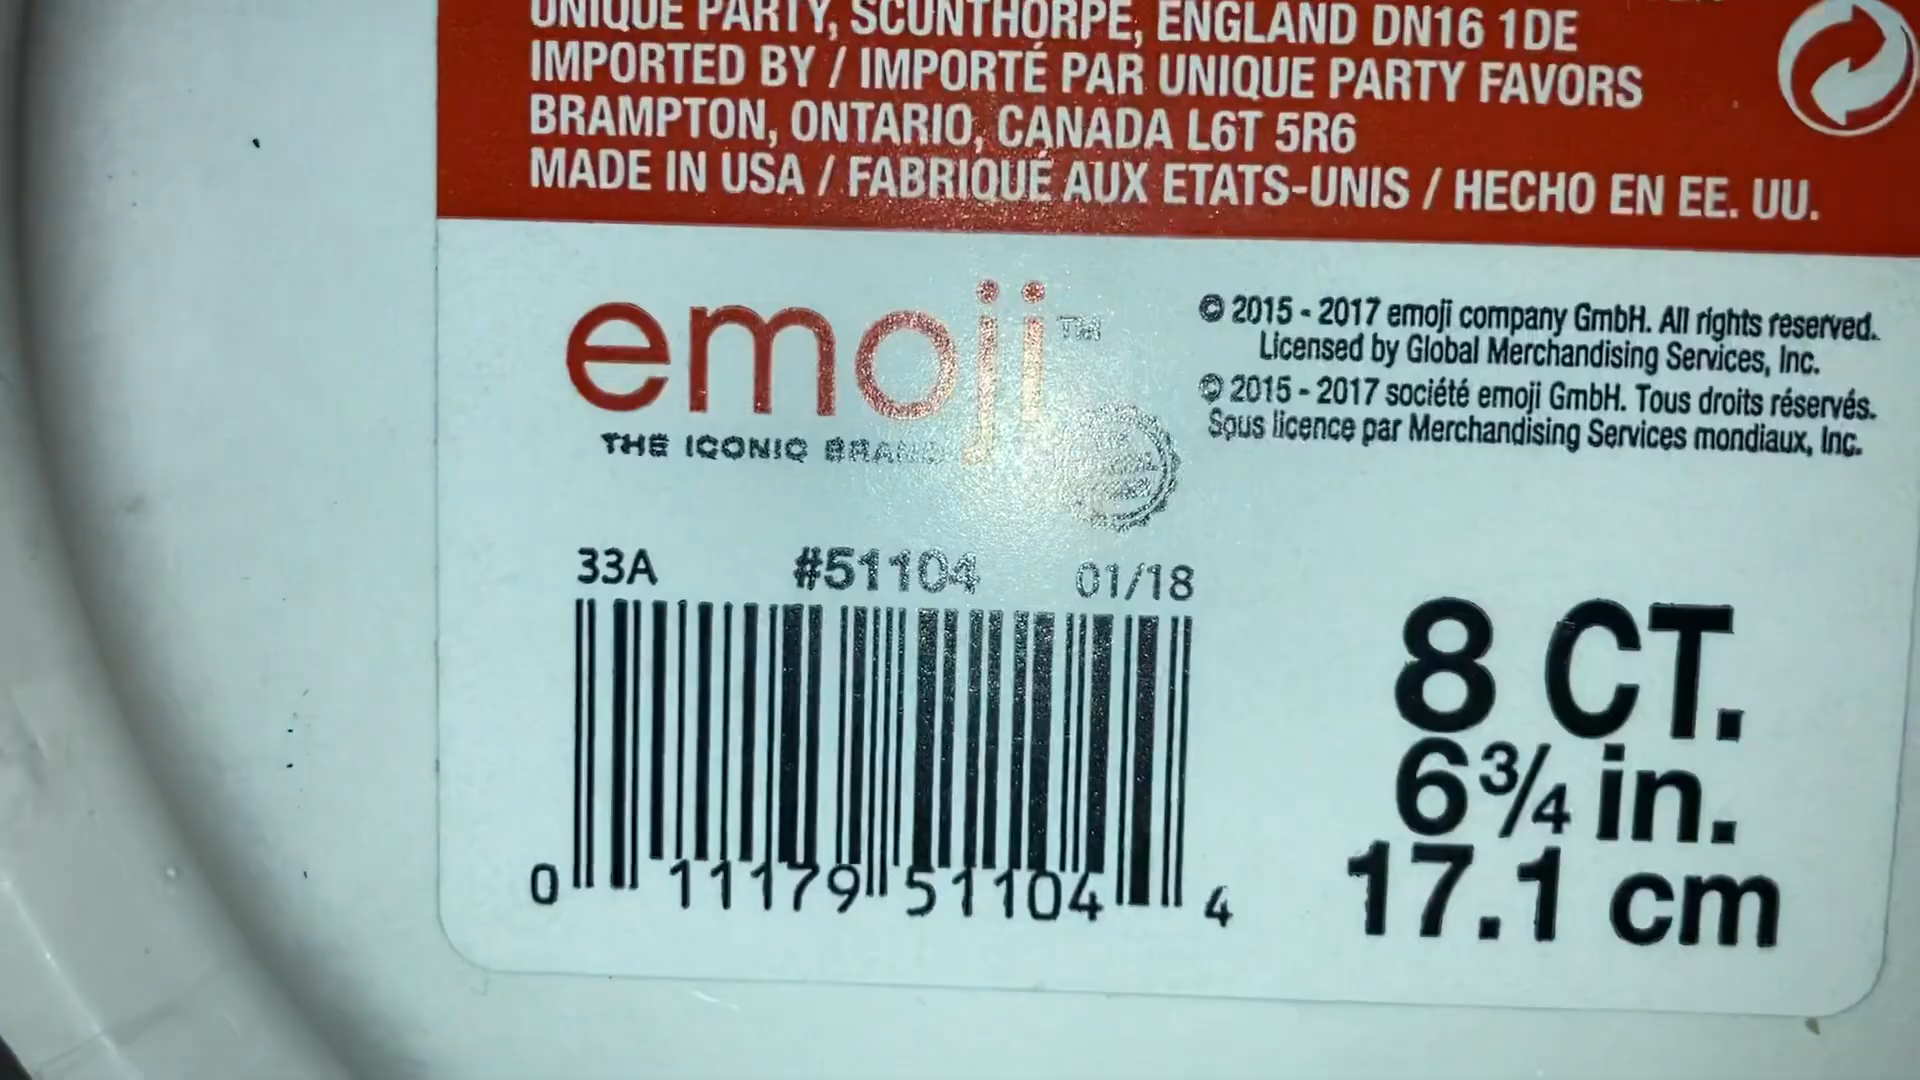 UNIQUE PARTY, SCUNTHORPE, ENGLAND DN16 1DE
IMPORTED BY / IMPORTÉ PAR UNIQUE PARTY FAVORS
BRAMPTON, ONTARIO, CANADA L6T 5R6
MADE IN USA / FABRIQUÉ AUX ETATS-UNIS / HECHO EN EE. UU.
emoji™
THE ICONIC BRAND
© 2015 - 2017 emoji company GmbH. All rights reserved.
Licensed by Global Merchandising Services, Inc.
© 2015 - 2017 société emoji GmbH. Tous droits réservés.
Sous licence par Merchandising Services mondiaux, Inc.
33A #51104 01/18
0 11179 51104 4
8 CT.
6¾ in.
17.1 cm